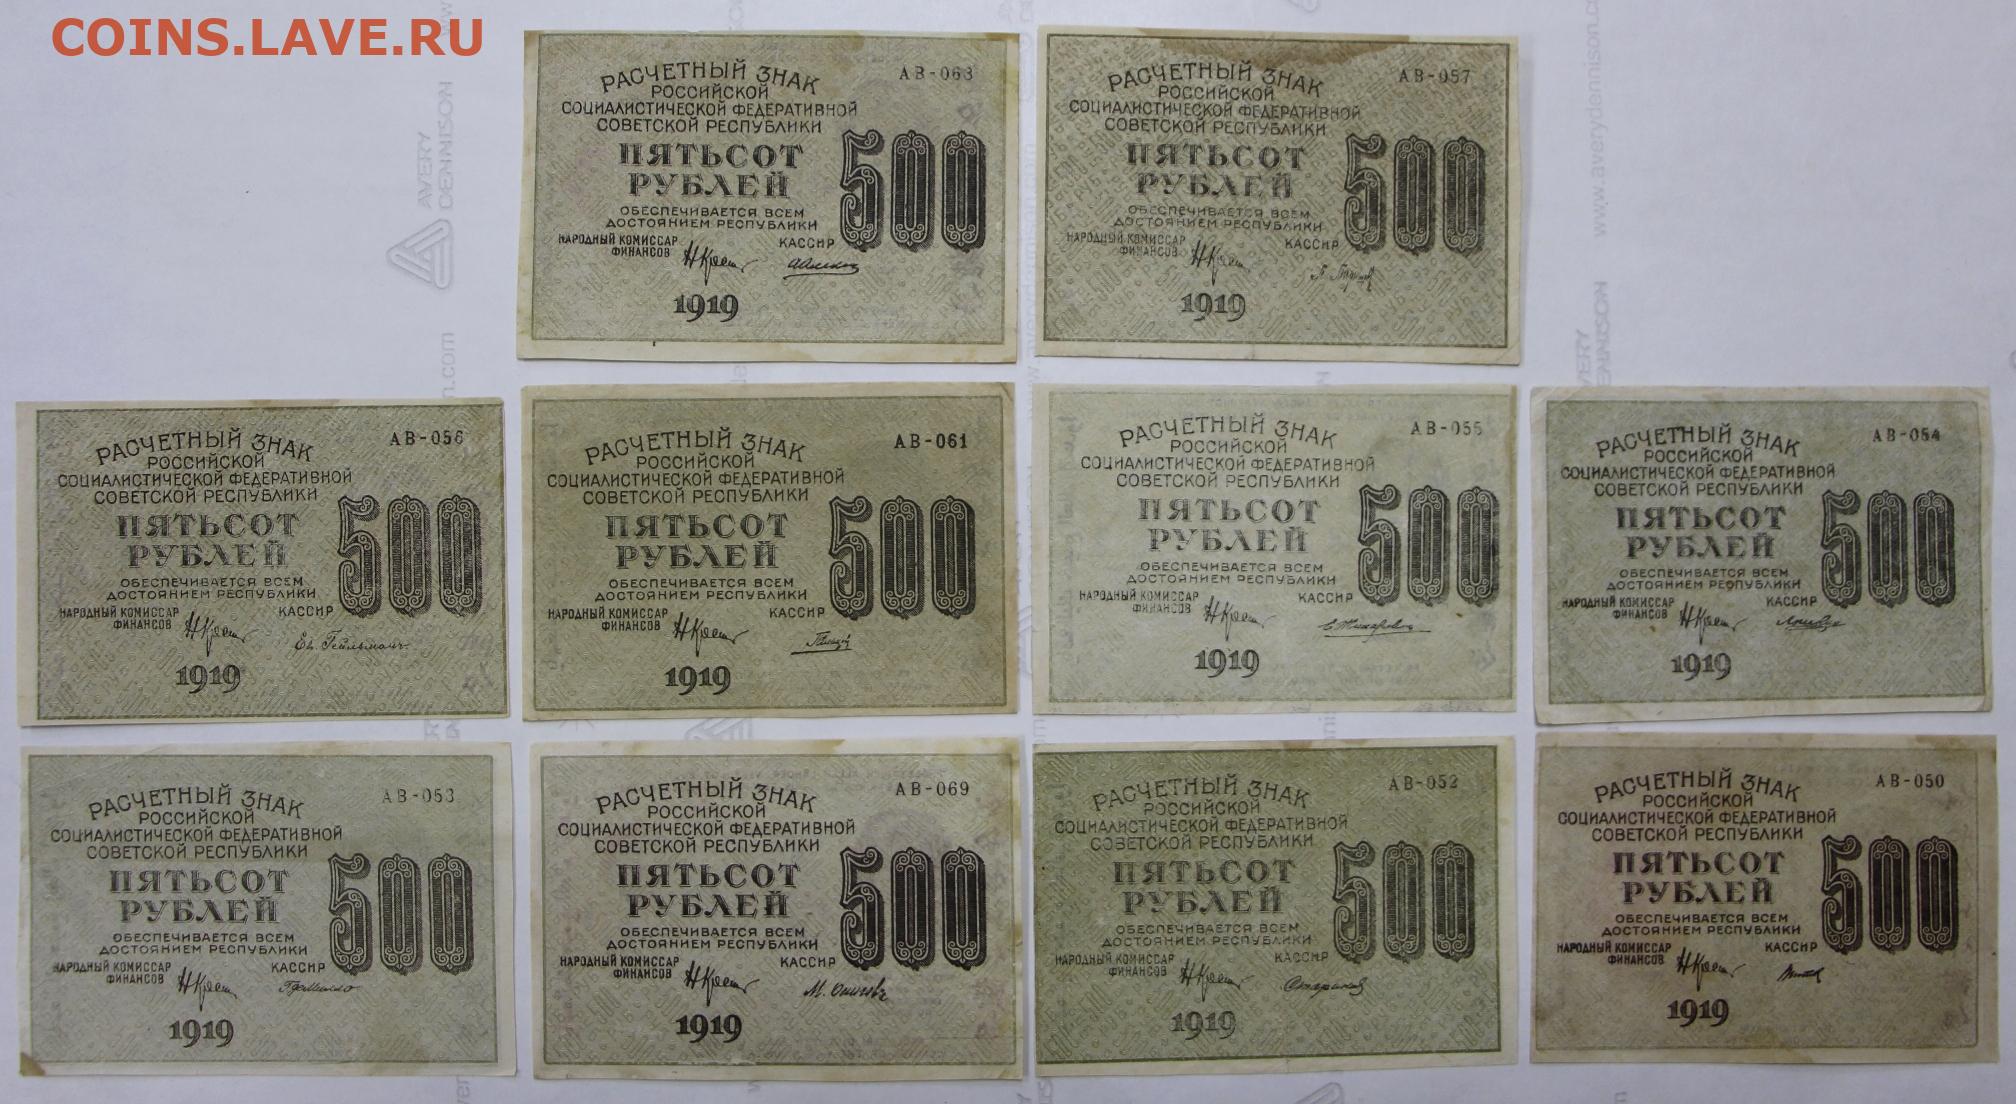 COINS.LAVE.RU
РАСЧЕТНЫЙ ЗНАК
АВ-063
РОССИЙСКОЙ
СОЦИАЛИСТИЧЕСКОЙ ФЕДЕРАТИВНОЙ
СОВЕТСКОЙ РЕСПУБЛИКИ
ПЯТЬСОТ
РУБЛЕЙ
500
ОБЕСПЕЧИВАЕТСЯ ВСЕМ
ДОСТОЯНИЕМ РЕСПУБЛИКИ
НАРОДНЫЙ КОМИССАР
ФИНАНСОВ
КАССИР
1919
РАСЧЕТНЫЙ ЗНАК
АВ-057
РОССИЙСКОЙ
СОЦИАЛИСТИЧЕСКОЙ ФЕДЕРАТИВНОЙ
СОВЕТСКОЙ РЕСПУБЛИКИ
ПЯТЬСОТ
РУБЛЕЙ
500
ОБЕСПЕЧИВАЕТСЯ ВСЕМ
ДОСТОЯНИЕМ РЕСПУБЛИКИ
НАРОДНЫЙ КОМИССАР
ФИНАНСОВ
КАССИР
1919
РАСЧЕТНЫЙ ЗНАК
АВ-056
РОССИЙСКОЙ
СОЦИАЛИСТИЧЕСКОЙ ФЕДЕРАТИВНОЙ
СОВЕТСКОЙ РЕСПУБЛИКИ
ПЯТЬСОТ
РУБЛЕЙ
500
ОБЕСПЕЧИВАЕТСЯ ВСЕМ
ДОСТОЯНИЕМ РЕСПУБЛИКИ
НАРОДНЫЙ КОМИССАР
ФИНАНСОВ
КАССИР
Ев. Гейльманъ
1919
РАСЧЕТНЫЙ ЗНАК
АВ-061
РОССИЙСКОЙ
СОЦИАЛИСТИЧЕСКОЙ ФЕДЕРАТИВНОЙ
СОВЕТСКОЙ РЕСПУБЛИКИ
ПЯТЬСОТ
РУБЛЕЙ
500
ОБЕСПЕЧИВАЕТСЯ ВСЕМ
ДОСТОЯНИЕМ РЕСПУБЛИКИ
НАРОДНЫЙ КОМИССАР
ФИНАНСОВ
КАССИР
1919
РАСЧЕТНЫЙ ЗНАК
АВ-055
РОССИЙСКОЙ
СОЦИАЛИСТИЧЕСКОЙ ФЕДЕРАТИВНОЙ
СОВЕТСКОЙ РЕСПУБЛИКИ
ПЯТЬСОТ
РУБЛЕЙ
500
ОБЕСПЕЧИВАЕТСЯ ВСЕМ
ДОСТОЯНИЕМ РЕСПУБЛИКИ
НАРОДНЫЙ КОМИССАР
ФИНАНСОВ
КАССИР
1919
РАСЧЕТНЫЙ ЗНАК
АВ-054
РОССИЙСКОЙ
СОЦИАЛИСТИЧЕСКОЙ ФЕДЕРАТИВНОЙ
СОВЕТСКОЙ РЕСПУБЛИКИ
ПЯТЬСОТ
РУБЛЕЙ
500
ОБЕСПЕЧИВАЕТСЯ ВСЕМ
ДОСТОЯНИЕМ РЕСПУБЛИКИ
НАРОДНЫЙ КОМИССАР
ФИНАНСОВ
КАССИР
1919
РАСЧЕТНЫЙ ЗНАК
АВ-053
РОССИЙСКОЙ
СОЦИАЛИСТИЧЕСКОЙ ФЕДЕРАТИВНОЙ
СОВЕТСКОЙ РЕСПУБЛИКИ
ПЯТЬСОТ
РУБЛЕЙ
500
ОБЕСПЕЧИВАЕТСЯ ВСЕМ
ДОСТОЯНИЕМ РЕСПУБЛИКИ
НАРОДНЫЙ КОМИССАР
ФИНАНСОВ
КАССИР
1919
РАСЧЕТНЫЙ ЗНАК
АВ-069
РОССИЙСКОЙ
СОЦИАЛИСТИЧЕСКОЙ ФЕДЕРАТИВНОЙ
СОВЕТСКОЙ РЕСПУБЛИКИ
ПЯТЬСОТ
РУБЛЕЙ
500
ОБЕСПЕЧИВАЕТСЯ ВСЕМ
ДОСТОЯНИЕМ РЕСПУБЛИКИ
НАРОДНЫЙ КОМИССАР
ФИНАНСОВ
КАССИР
1919
РАСЧЕТНЫЙ ЗНАК
АВ-052
РОССИЙСКОЙ
СОЦИАЛИСТИЧЕСКОЙ ФЕДЕРАТИВНОЙ
СОВЕТСКОЙ РЕСПУБЛИКИ
ПЯТЬСОТ
РУБЛЕЙ
500
ОБЕСПЕЧИВАЕТСЯ ВСЕМ
ДОСТОЯНИЕМ РЕСПУБЛИКИ
НАРОДНЫЙ КОМИССАР
ФИНАНСОВ
КАССИР
1919
РАСЧЕТНЫЙ ЗНАК
АВ-050
РОССИЙСКОЙ
СОЦИАЛИСТИЧЕСКОЙ ФЕДЕРАТИВНОЙ
СОВЕТСКОЙ РЕСПУБЛИКИ
ПЯТЬСОТ
РУБЛЕЙ
500
ОБЕСПЕЧИВАЕТСЯ ВСЕМ
ДОСТОЯНИЕМ РЕСПУБЛИКИ
НАРОДНЫЙ КОМИССАР
ФИНАНСОВ
КАССИР
1919
AVERY
DENNISON
www.averydennison.com
AVERY
DENNISON